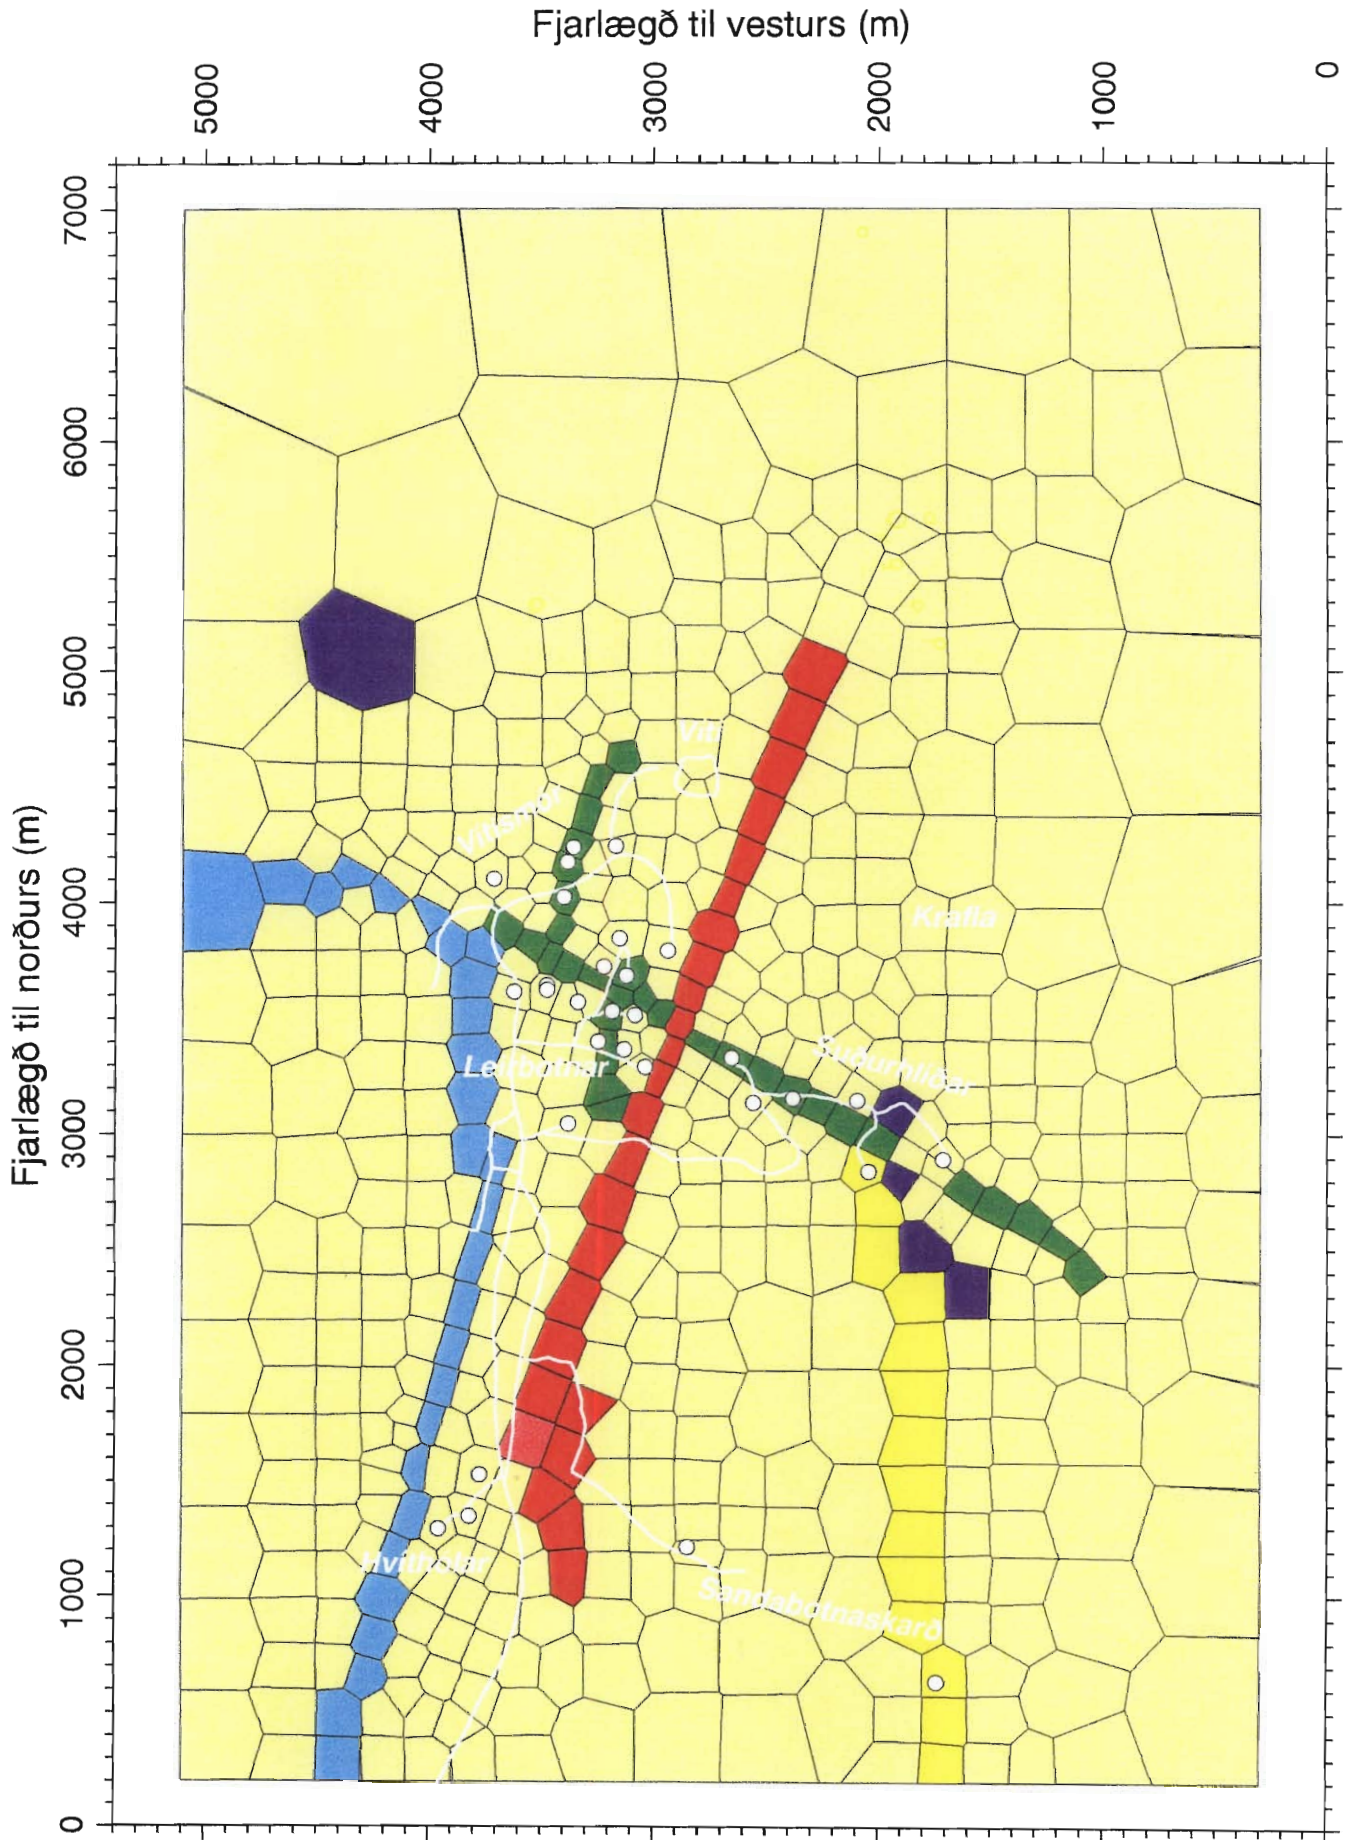 Fjarlægð til vesturs (m)
5000
4000
3000
2000
1000
0
Fjarlægð til norðurs (m)
7000
6000
5000
4000
3000
2000
1000
0
Víti
Vítismór
Krafla
Suðurhlíðar
Leirbotnar
Hvíthólar
Sandabotnaskarð